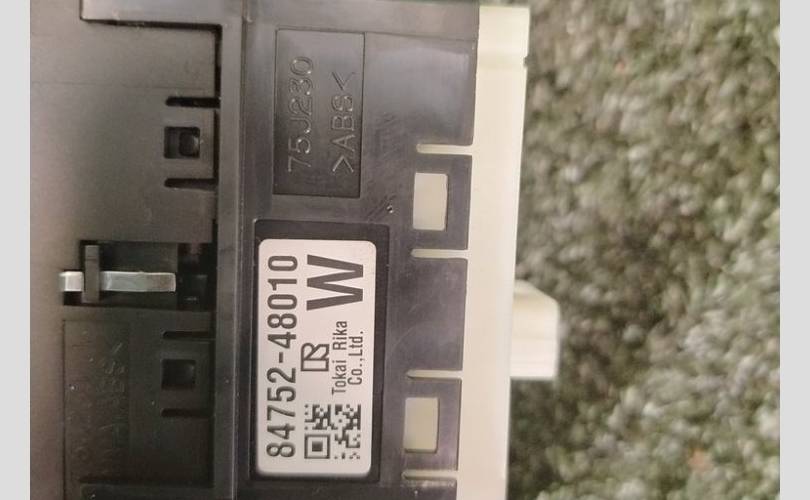 75J230
>ABS<
84752-48010
W
Tokai Rika
Co.,Ltd.